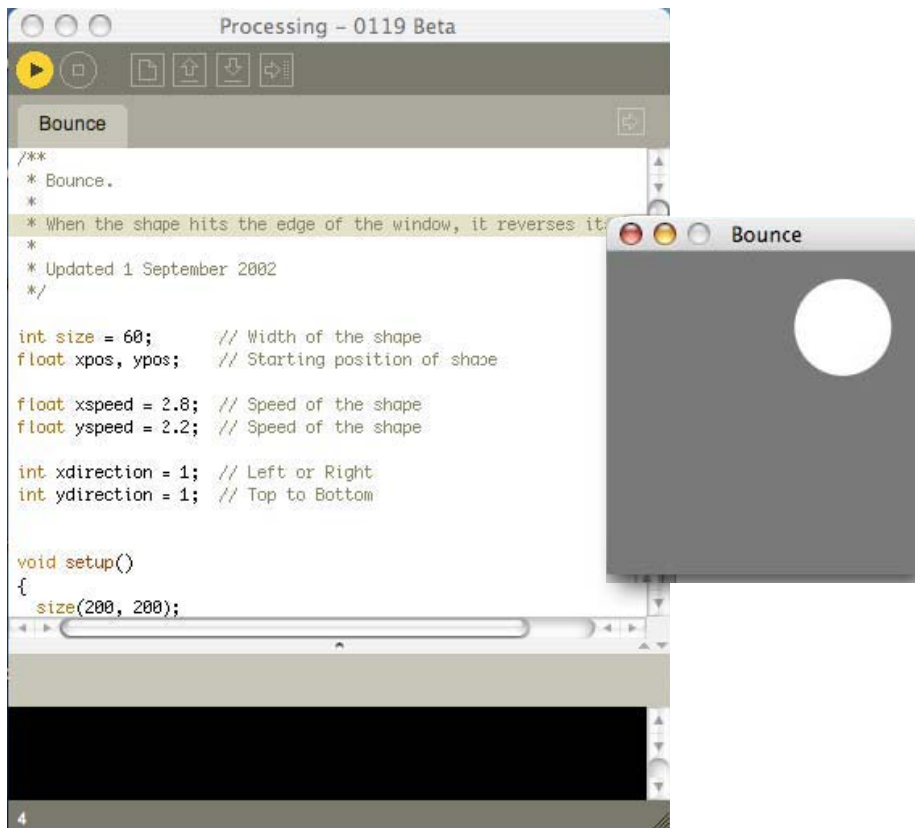 Processing – 0119 Beta
Bounce
/**
 * Bounce.
 *
 * When the shape hits the edge of the window, it reverses its
 *
 * Updated 1 September 2002
 */
int size = 60;       // Width of the shape
float xpos, ypos;    // Starting position of shape
float xspeed = 2.8;  // Speed of the shape
float yspeed = 2.2;  // Speed of the shape
int xdirection = 1;  // Left or Right
int ydirection = 1;  // Top to Bottom
void setup()
{
  size(200, 200);
4
Bounce